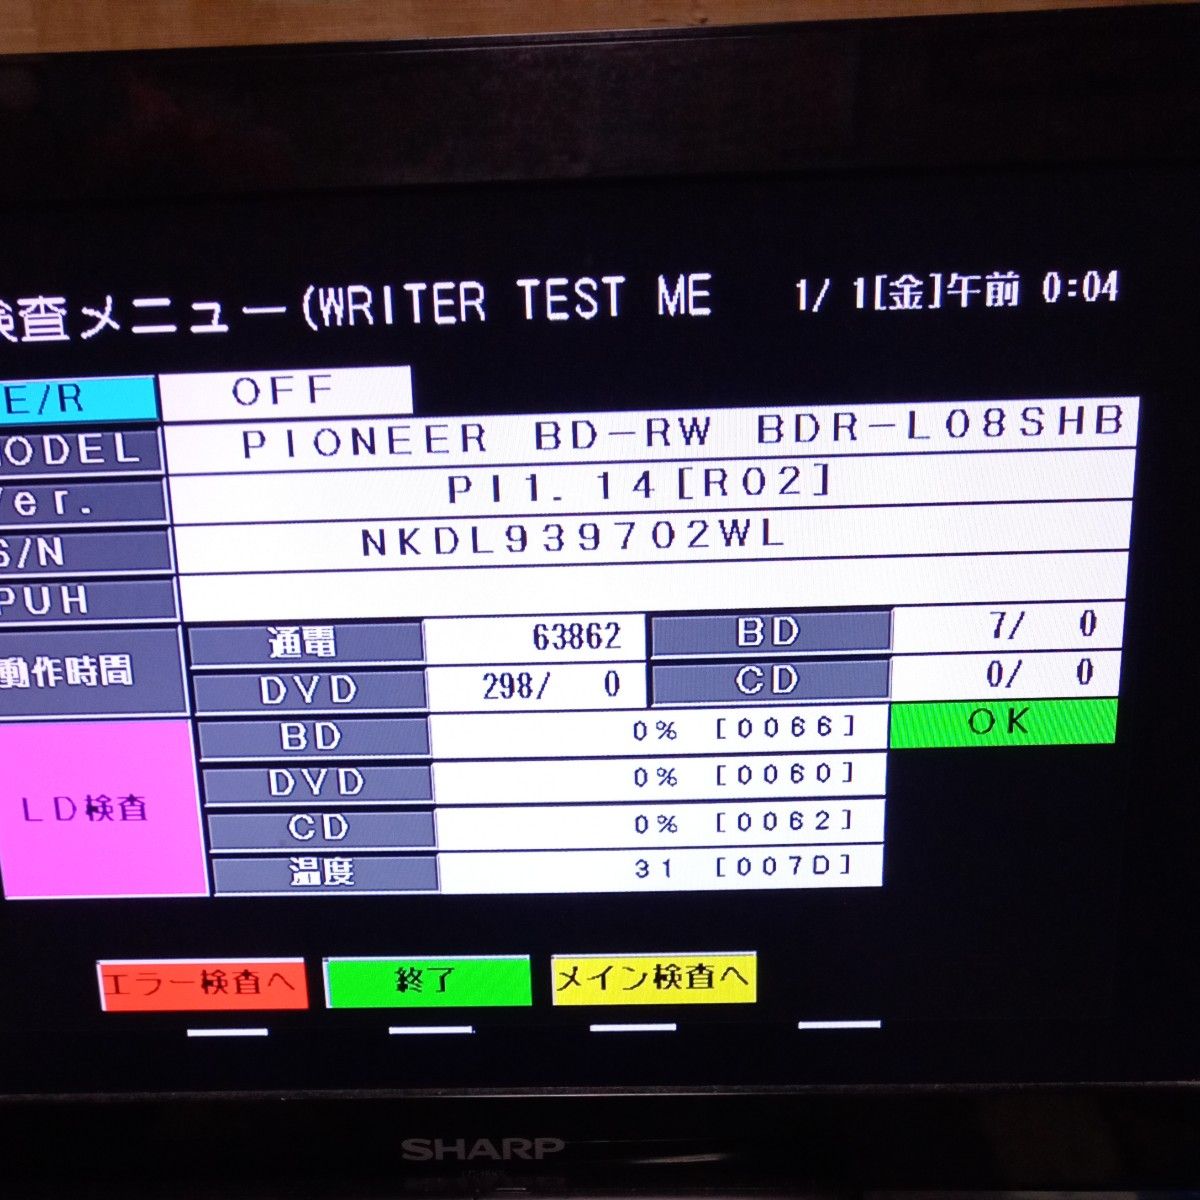 検査メニュー(WRITER TEST ME 1/ 1[金]午前 0:04
E/R OFF
MODEL PIONEER BD-RW BDR-L08SHB
Ver. PI1.14[R02]
S/N NKDL939702WL
PUH
動作時間 通電 63862 BD 7/ 0
DVD 298/ 0 CD 0/ 0
LD検査 BD 0% [0066] OK
DVD 0% [0060]
CD 0% [0062]
温度 31 [007D]
エラー検査へ 終了 メイン検査へ
SHARP